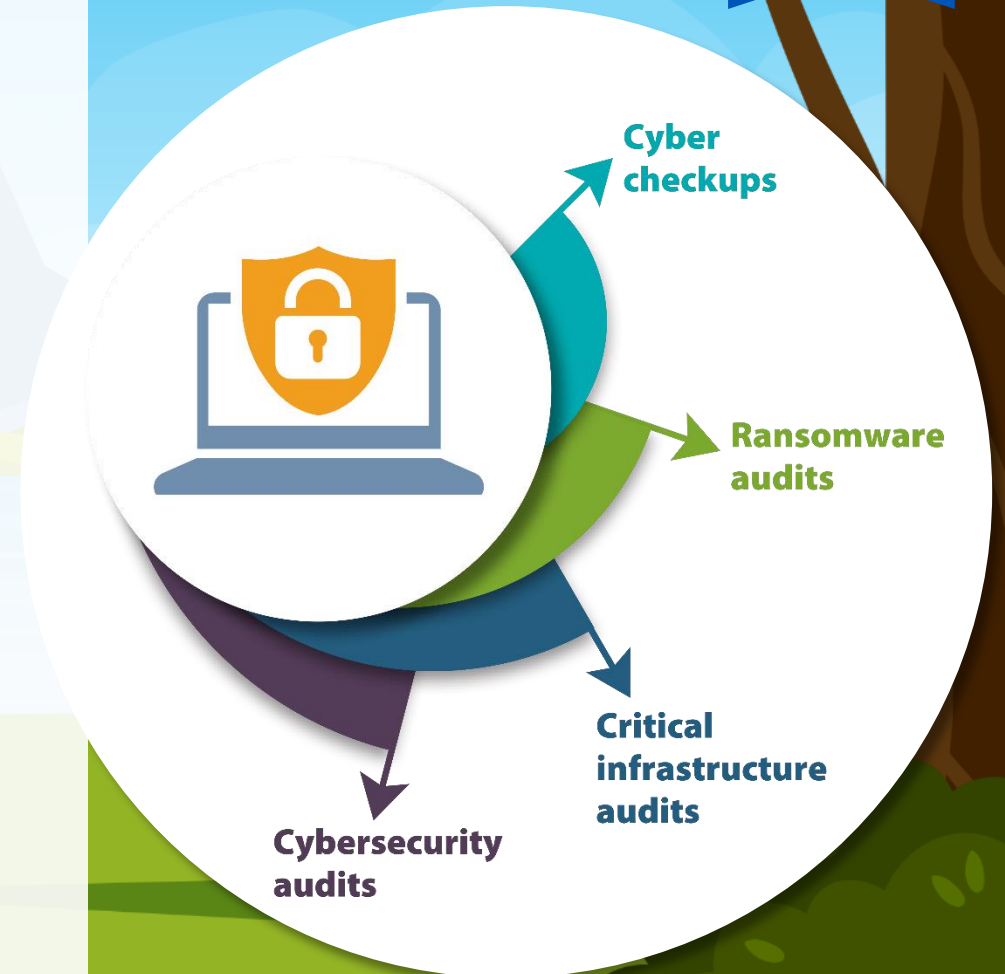 Cyber
checkups
Ransomware
audits
Critical
infrastructure
audits
Cybersecurity
audits